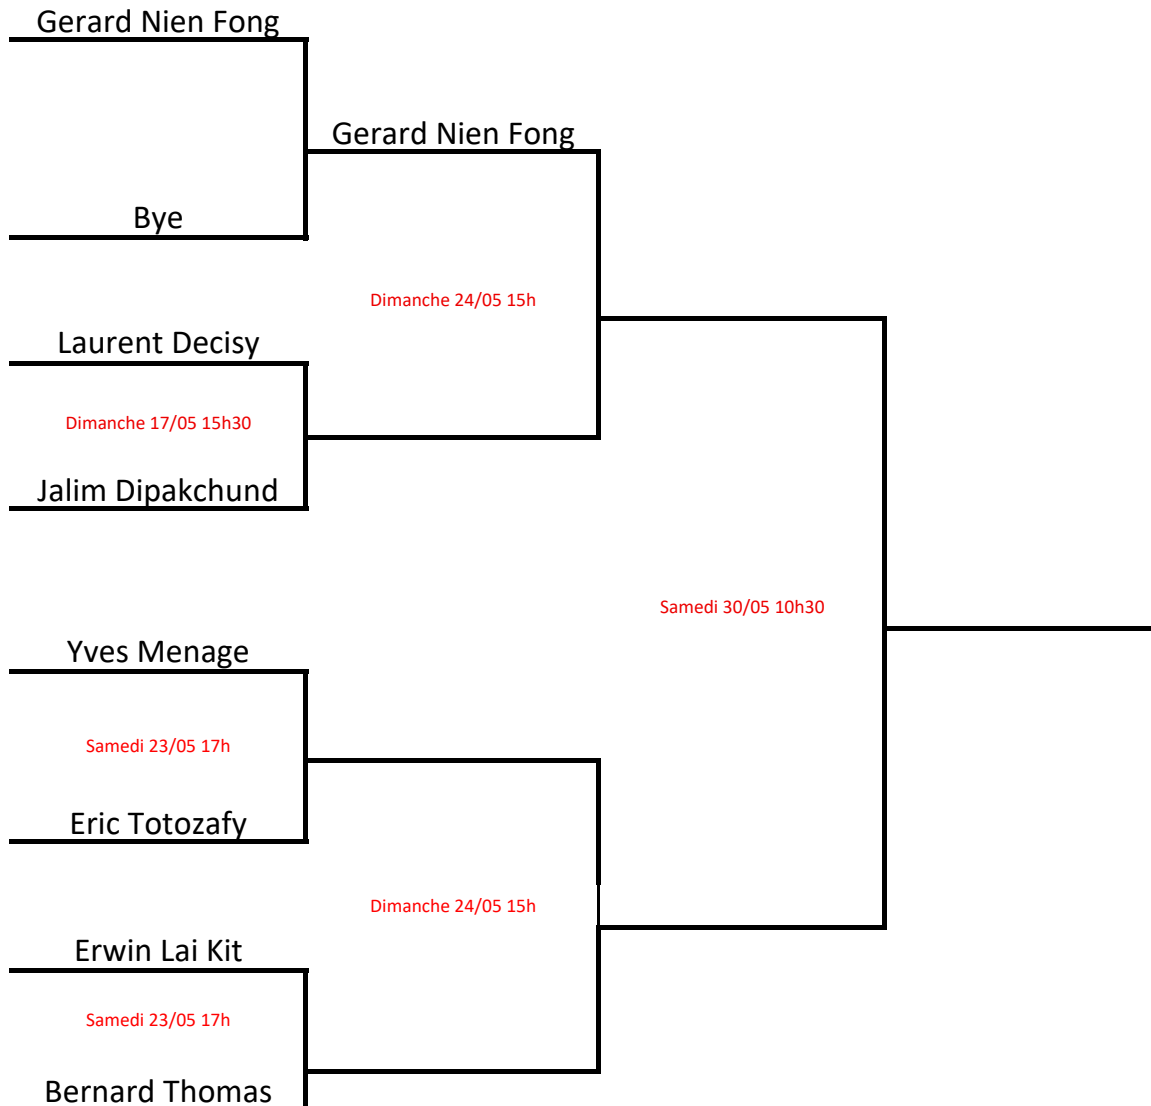 Gerard Nien Fong
Gerard Nien Fong
Bye
Dimanche 24/05 15h
Laurent Decisy
Dimanche 17/05 15h30
Jalim Dipakchund
Samedi 30/05 10h30
Yves Menage
Samedi 23/05 17h
Eric Totozafy
Dimanche 24/05 15h
Erwin Lai Kit
Samedi 23/05 17h
Bernard Thomas